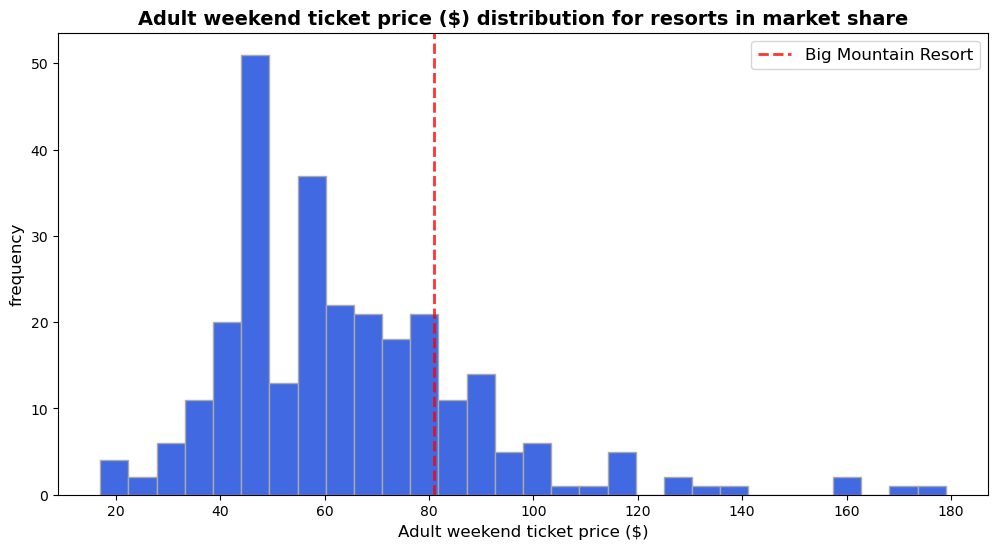 Adult weekend ticket price ($) distribution for resorts in market share
Big Mountain Resort
frequency
50
40
30
20
10
0
20 40 60 80 100 120 140 160 180
Adult weekend ticket price ($)